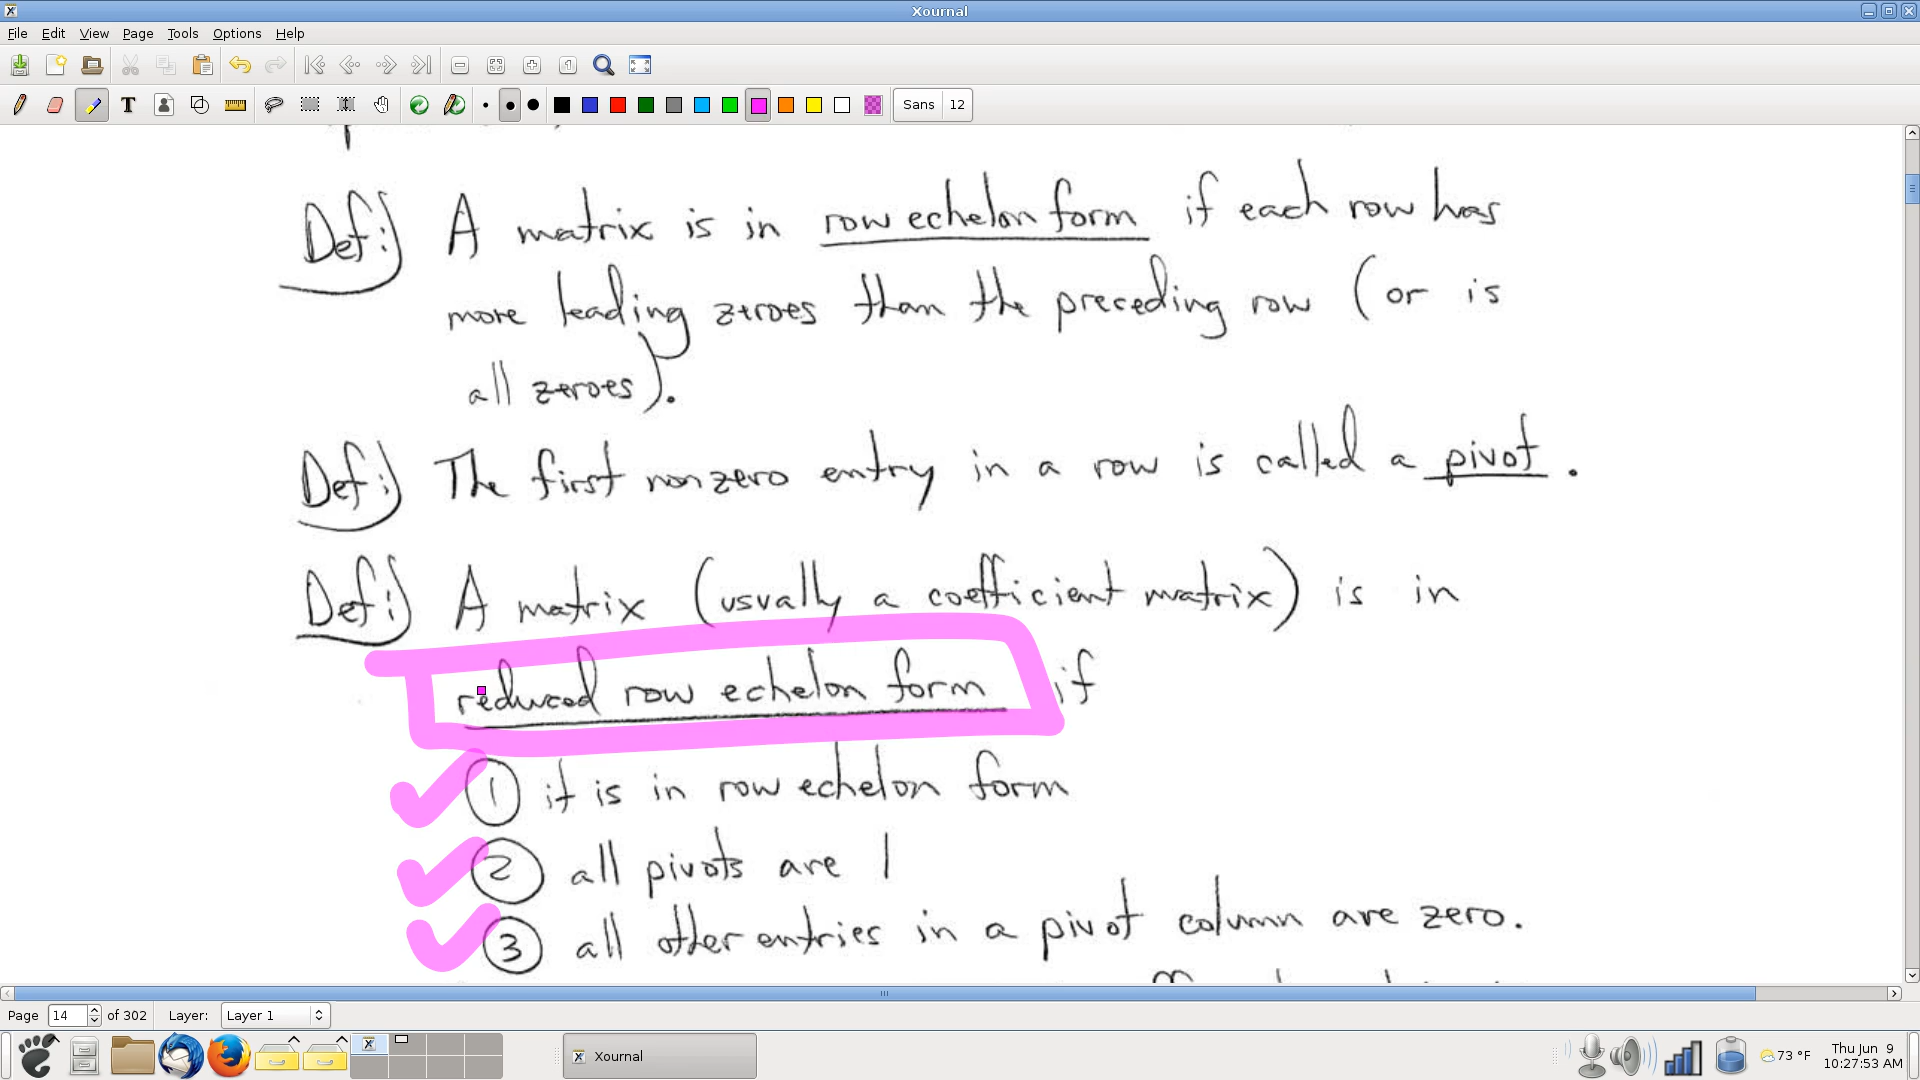 Xournal
File Edit View Page Tools Options Help
Sans 12
Def:) A matrix is in row echelon form if each row has
more leading zeroes than the preceding row (or is
all zeroes).
Def:) The first nonzero entry in a row is called a pivot.
Def:) A matrix (usually a coefficient matrix) is in
reduced row echelon form if
1 it is in row echelon form
2 all pivots are 1
3 all other entries in a pivot column are zero.
Page 14 of 302 Layer: Layer 1
Xournal
73 °F
Thu Jun 9
10:27:53 AM